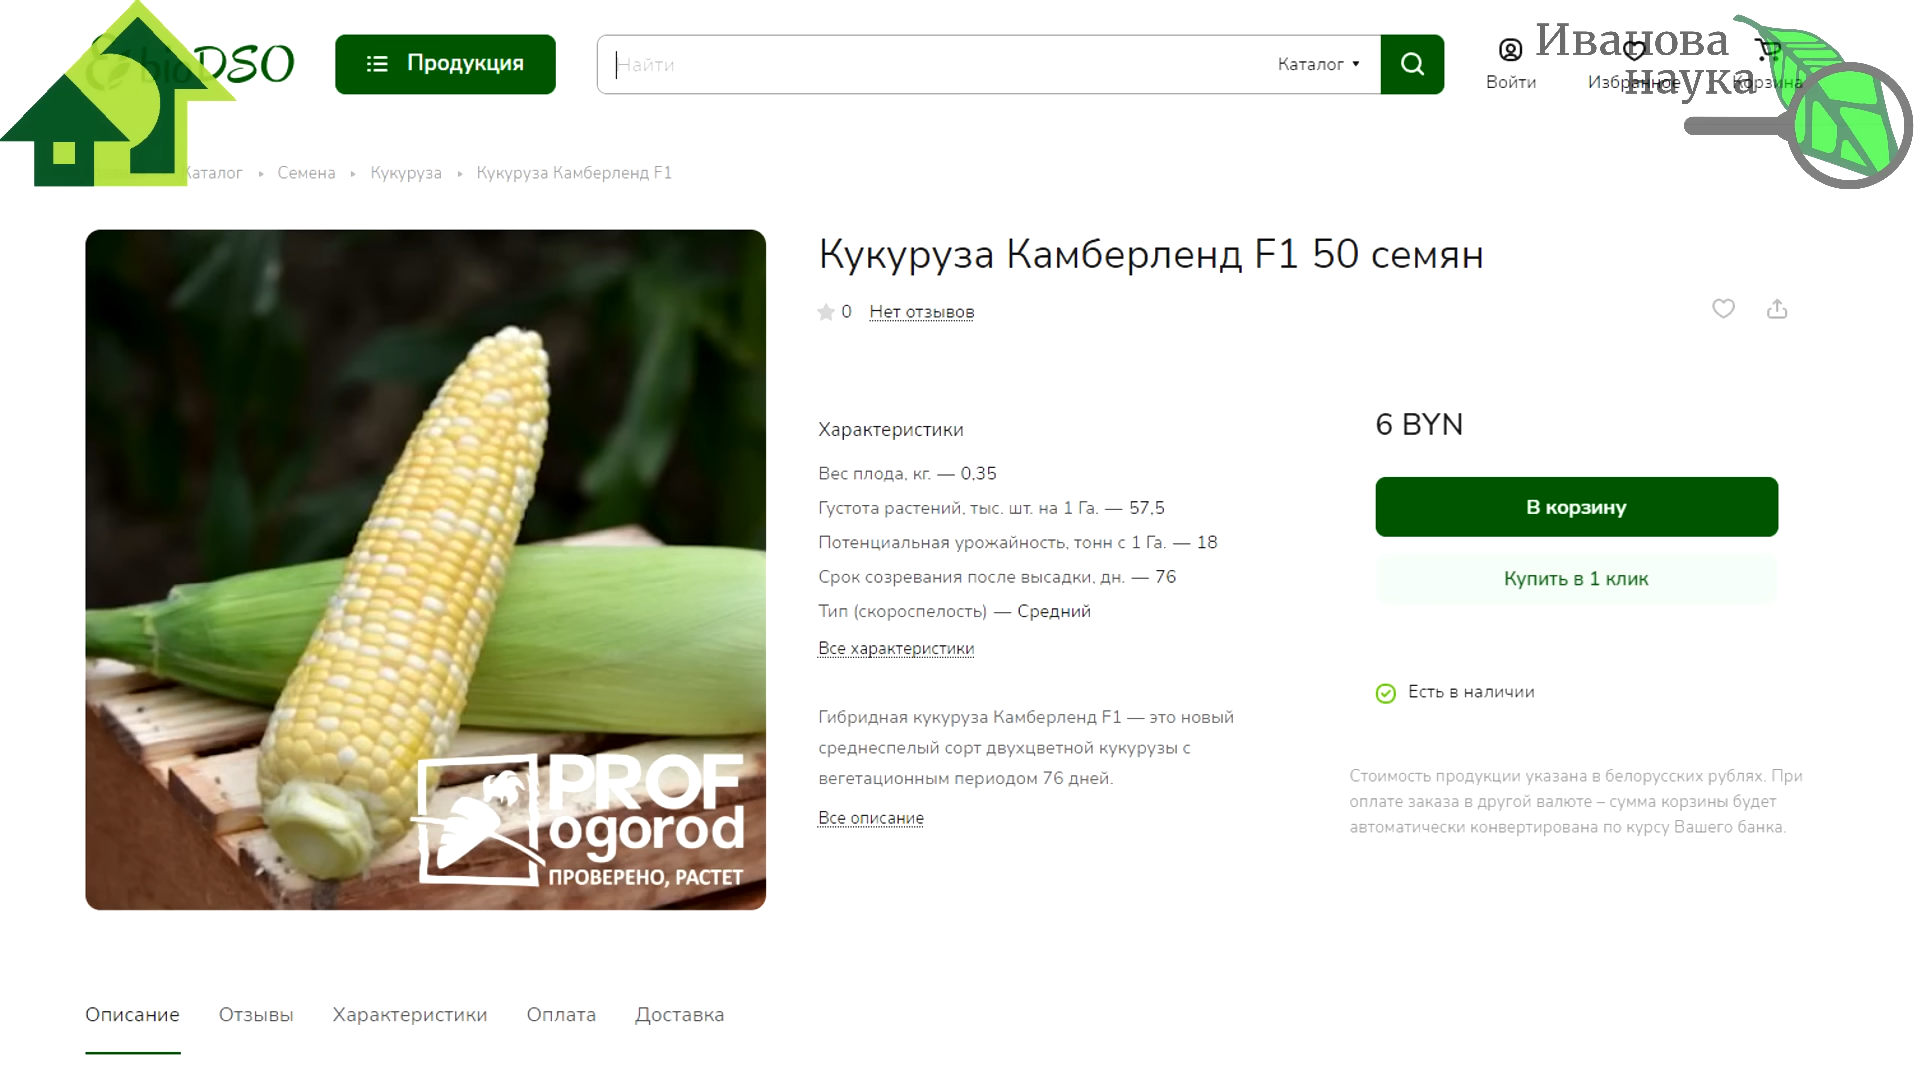 bioDSO
Продукция
Найти
Каталог
Войти
Избранное
Корзина
Иванова
наука
Каталог
Семена
Кукуруза
Кукуруза Камберленд F1
Кукуруза Камберленд F1 50 семян
0 Нет отзывов
Характеристики
Вес плода, кг. — 0,35
Густота растений, тыс. шт. на 1 Га. — 57,5
Потенциальная урожайность, тонн с 1 Га. — 18
Срок созревания после высадки, дн. — 76
Тип (скороспелость) — Средний
Все характеристики
Гибридная кукуруза Камберленд F1 — это новый
среднеспелый сорт двухцветной кукурузы с
вегетационным периодом 76 дней.
Все описание
6 BYN
В корзину
Купить в 1 клик
Есть в наличии
Стоимость продукции указана в белорусских рублях. При
оплате заказа в другой валюте – сумма корзины будет
автоматически конвертирована по курсу Вашего банка.
PROF
ogorod
ПРОВЕРЕНО, РАСТЕТ
Описание
Отзывы
Характеристики
Оплата
Доставка